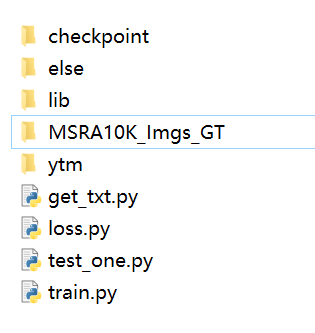 checkpoint
else
lib
MSRA10K_Imgs_GT
ytm
get_txt.py
loss.py
test_one.py
train.py